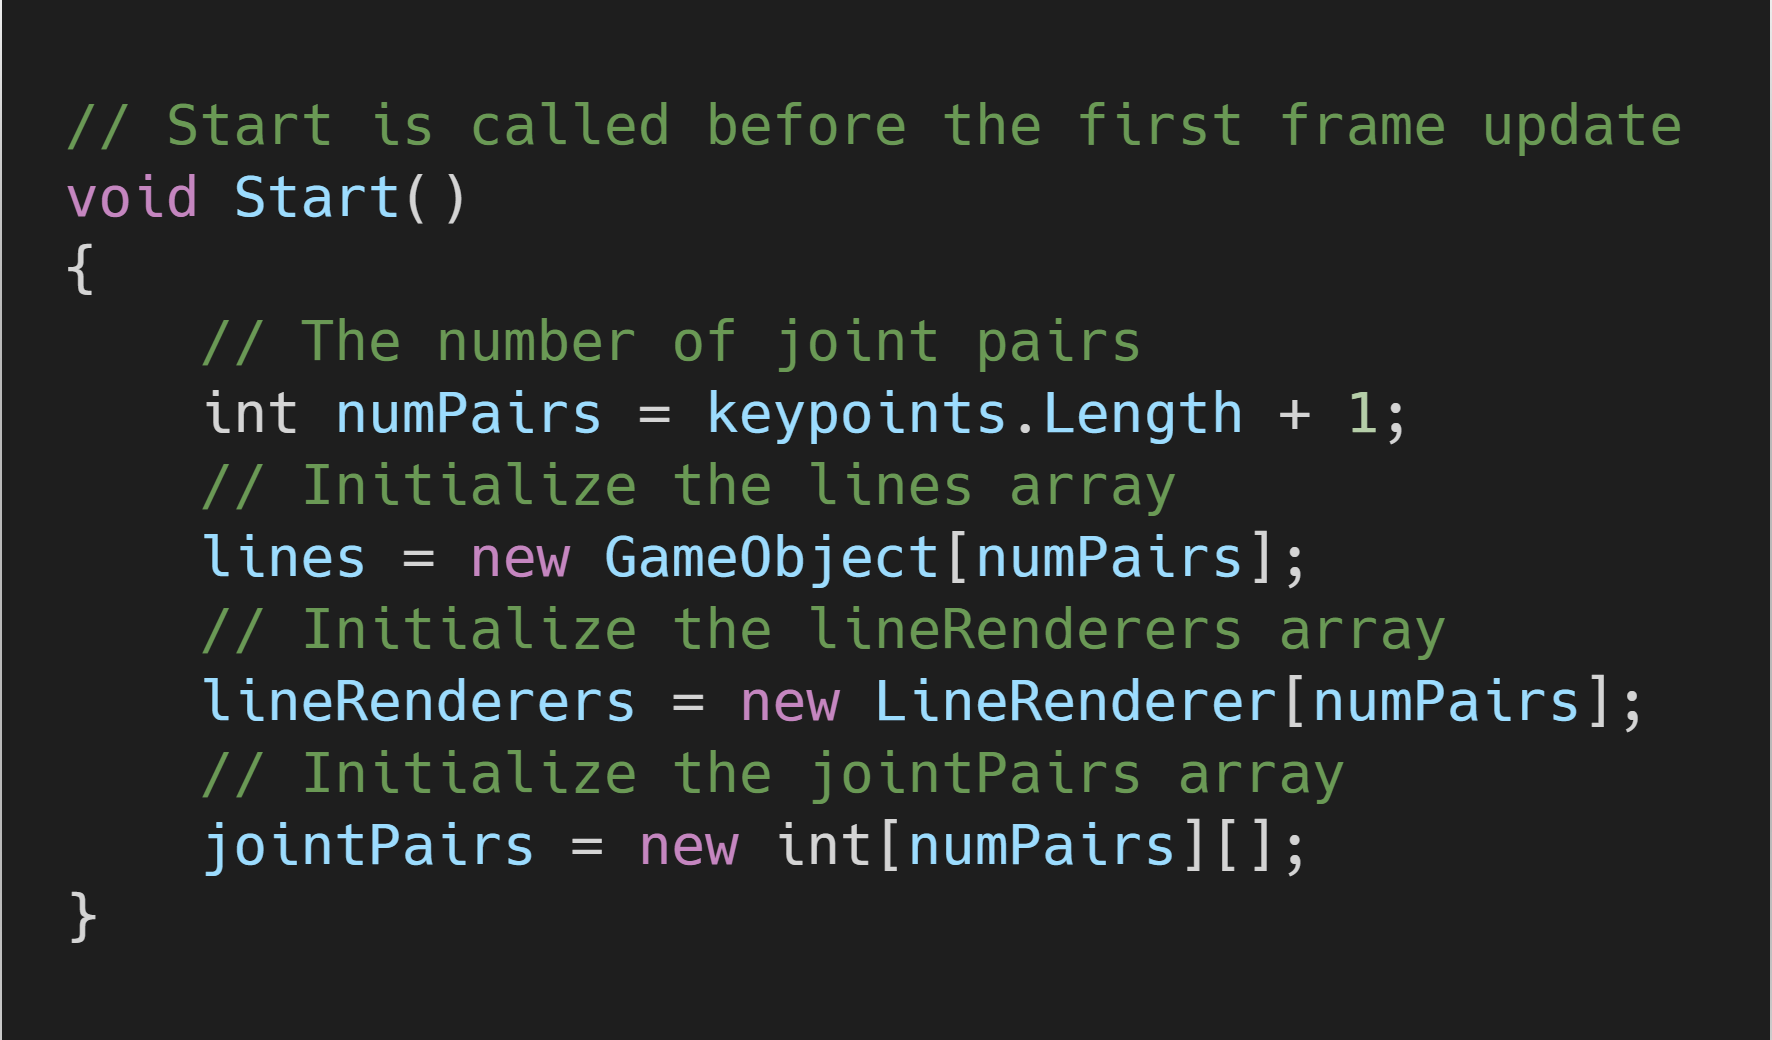 // Start is called before the first frame update
void Start()
{
    // The number of joint pairs
    int numPairs = keypoints.Length + 1;
    // Initialize the lines array
    lines = new GameObject[numPairs];
    // Initialize the lineRenderers array
    lineRenderers = new LineRenderer[numPairs];
    // Initialize the jointPairs array
    jointPairs = new int[numPairs][];
}